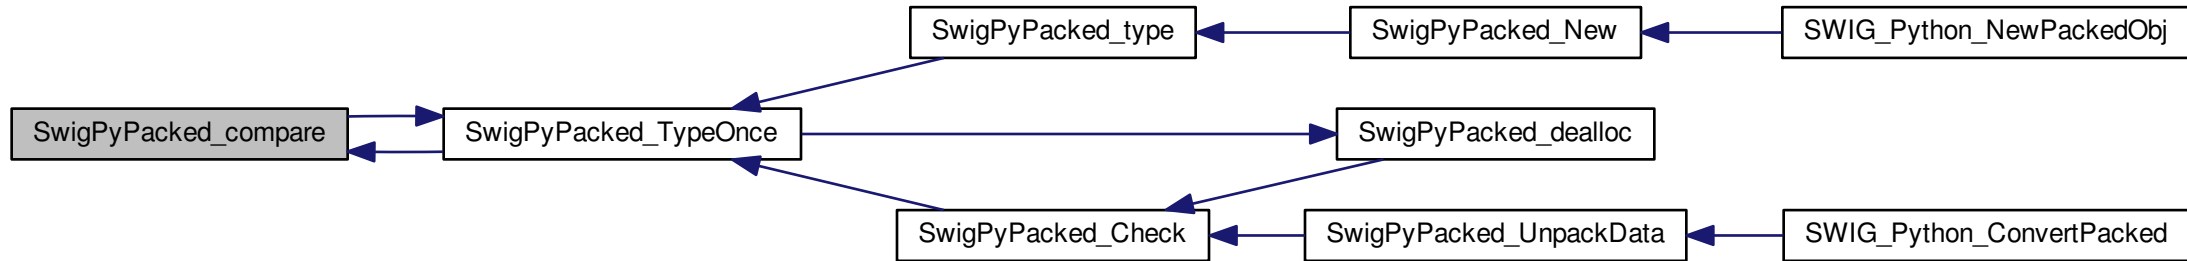 SwigPyPacked_type
SwigPyPacked_New
SWIG_Python_NewPackedObj
SwigPyPacked_compare
SwigPyPacked_TypeOnce
SwigPyPacked_dealloc
SwigPyPacked_Check
SwigPyPacked_UnpackData
SWIG_Python_ConvertPacked